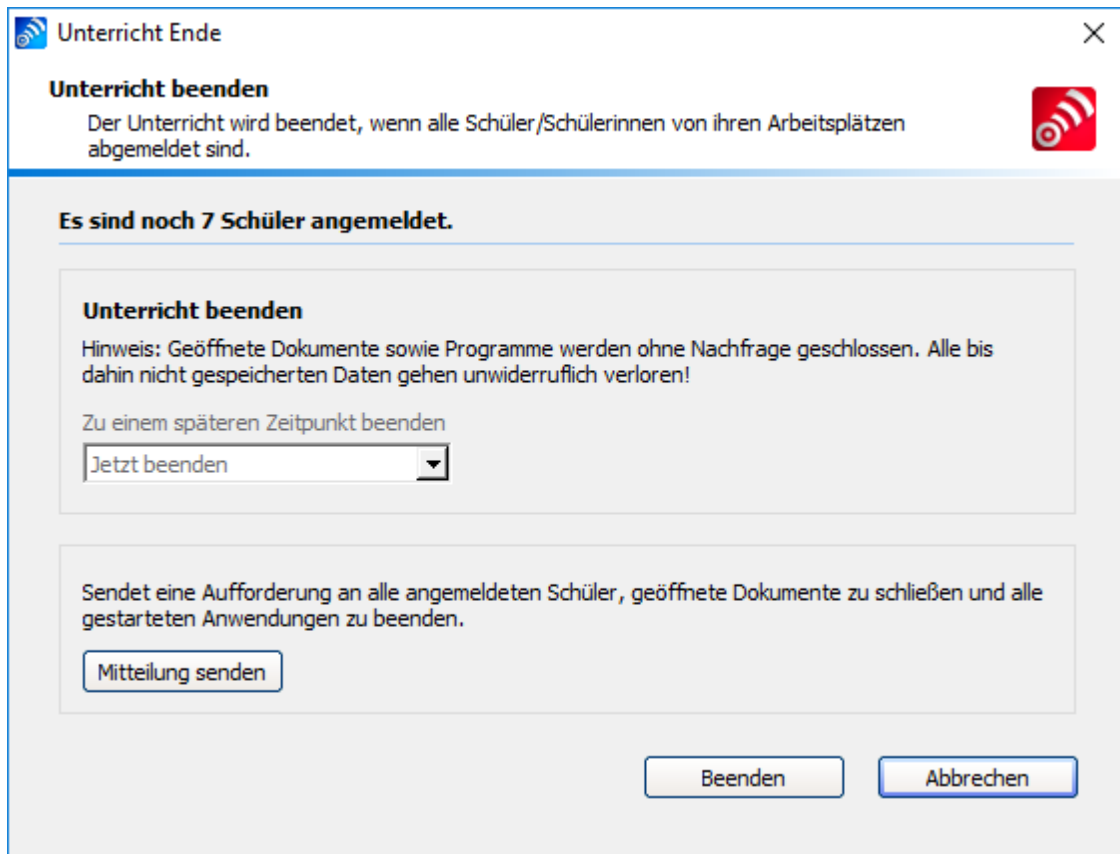 Unterricht Ende
Unterricht beenden
Der Unterricht wird beendet, wenn alle Schüler/Schülerinnen von ihren Arbeitsplätzen
abgemeldet sind.
Es sind noch 7 Schüler angemeldet.
Unterricht beenden
Hinweis: Geöffnete Dokumente sowie Programme werden ohne Nachfrage geschlossen. Alle bis
dahin nicht gespeicherten Daten gehen unwiderruflich verloren!
Zu einem späteren Zeitpunkt beenden
Jetzt beenden
Sendet eine Aufforderung an alle angemeldeten Schüler, geöffnete Dokumente zu schließen und alle
gestarteten Anwendungen zu beenden.
Mitteilung senden
Beenden
Abbrechen